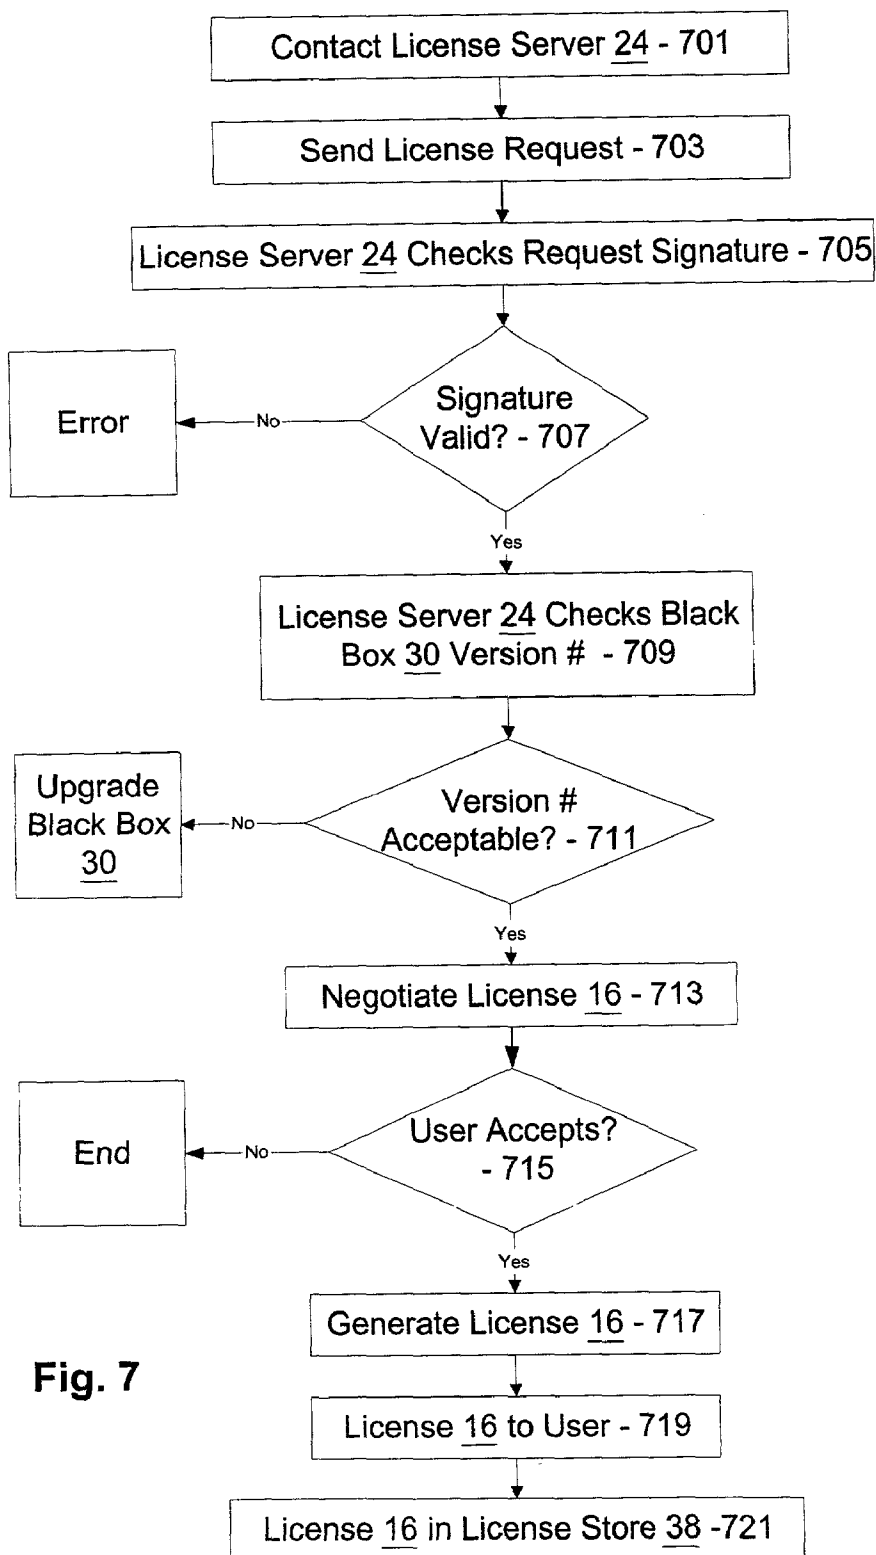 Contact License Server 24 - 701
Send License Request - 703
License Server 24 Checks Request Signature - 705
Signature
Valid? - 707
No
Error
Yes
License Server 24 Checks Black
Box 30 Version # - 709
Version #
Acceptable? - 711
No
Upgrade
Black Box
30
Yes
Negotiate License 16 - 713
User Accepts?
- 715
No
End
Yes
Generate License 16 - 717
Fig. 7
License 16 to User - 719
License 16 in License Store 38 -721